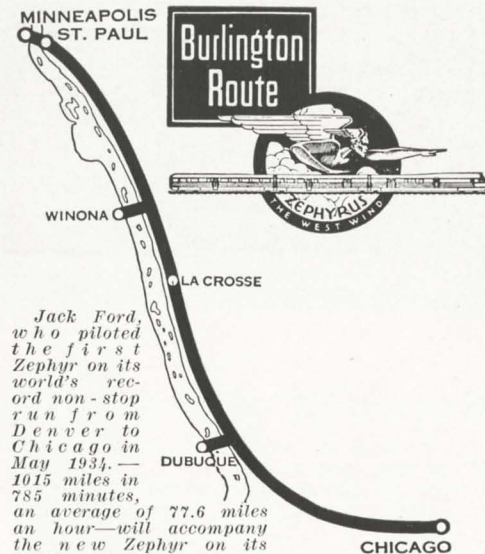 MINNEAPOLIS
ST. PAUL
Burlington
Route
ZEPHYRUS
THE WEST WIND
WINONA
LA CROSSE
Jack Ford,
who piloted
the first
Zephyr on its
world's rec-
ord non-stop
run from
Denver to
Chicago in
May 1934.—
1015 miles in
785 minutes,
an average of 77.6 miles
an hour—will accompany
the new Zephyr on its
DUBUQUE
CHICAGO